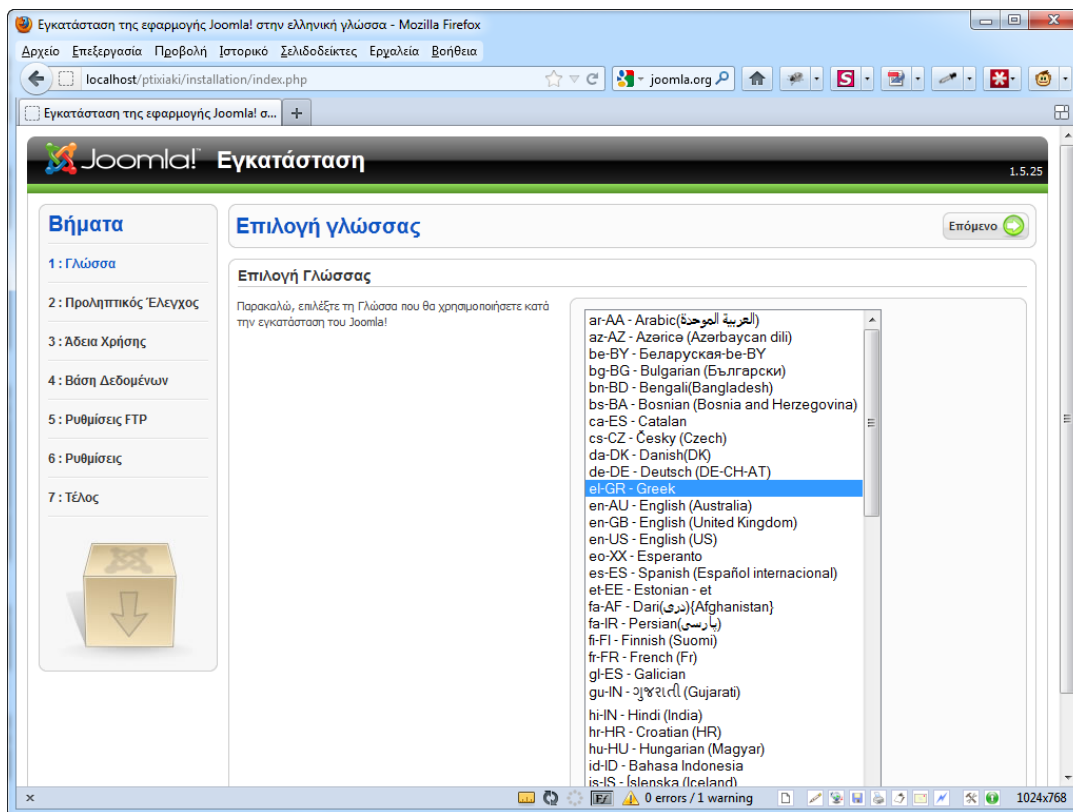 Εγκατάσταση της εφαρμογής Joomla! στην ελληνική γλώσσα - Mozilla Firefox
Αρχείο Επεξεργασία Προβολή Ιστορικό Σελιδοδείκτες Εργαλεία Βοήθεια
localhost/ptixiaki/installation/index.php
joomla.org
Εγκατάσταση της εφαρμογής Joomla! σ...
Joomla! Εγκατάσταση
1.5.25
Βήματα
1 : Γλώσσα
2 : Προληπτικός Έλεγχος
3 : Άδεια Χρήσης
4 : Βάση Δεδομένων
5 : Ρυθμίσεις FTP
6 : Ρυθμίσεις
7 : Τέλος
Επιλογή γλώσσας
Επόμενο
Επιλογή Γλώσσας
Παρακαλώ, επιλέξτε τη Γλώσσα που θα χρησιμοποιήσετε κατά
την εγκατάσταση του Joomla!
ar-AA - Arabic(العربية الموحدة)
az-AZ - Azəricə (Azərbaycan dili)
be-BY - Беларуская-be-BY
bg-BG - Bulgarian (Български)
bn-BD - Bengali(Bangladesh)
bs-BA - Bosnian (Bosnia and Herzegovina)
ca-ES - Catalan
cs-CZ - Česky (Czech)
da-DK - Danish(DK)
de-DE - Deutsch (DE-CH-AT)
el-GR - Greek
en-AU - English (Australia)
en-GB - English (United Kingdom)
en-US - English (US)
eo-XX - Esperanto
es-ES - Spanish (Español internacional)
et-EE - Estonian - et
fa-AF - Dari(دری){Afghanistan}
fa-IR - Persian(پارسی)
fi-FI - Finnish (Suomi)
fr-FR - French (Fr)
gl-ES - Galician
gu-IN - ગુજરાતી (Gujarati)
hi-IN - Hindi (India)
hr-HR - Croatian (HR)
hu-HU - Hungarian (Magyar)
id-ID - Bahasa Indonesia
is-IS - Íslenska (Iceland)
0 errors / 1 warning
1024x768